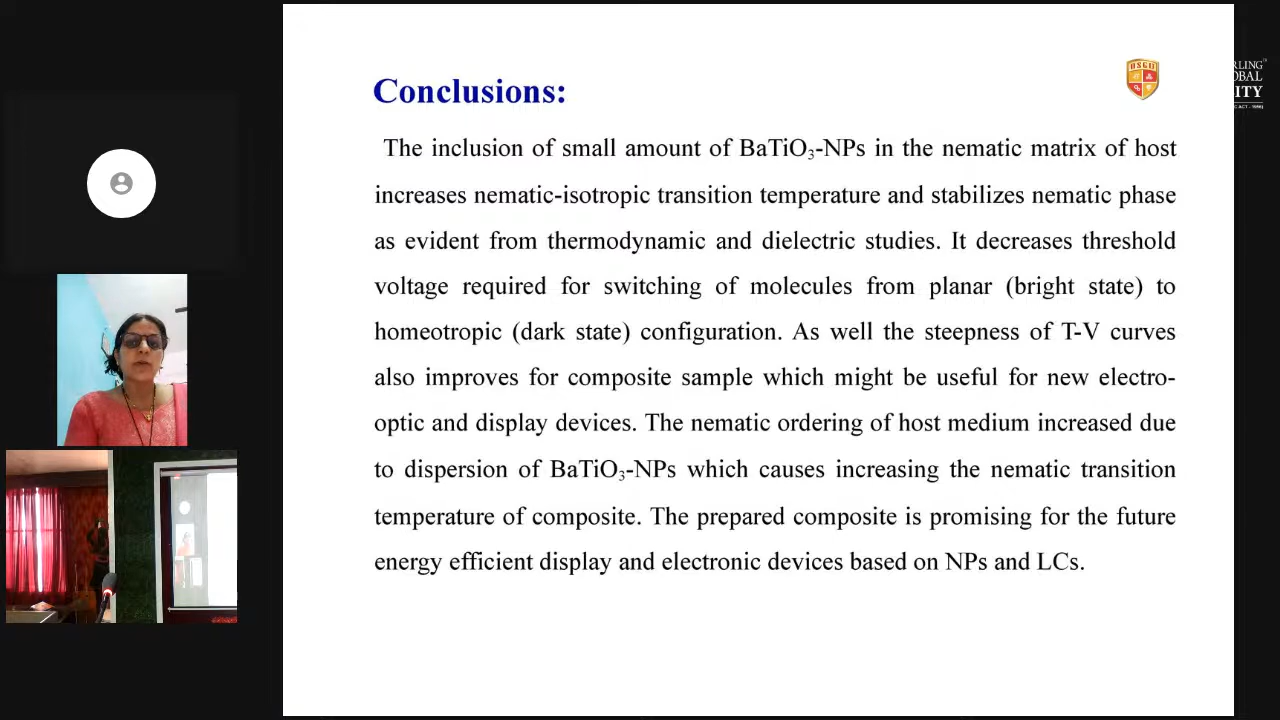 Conclusions:
The inclusion of small amount of BaTiO₃-NPs in the nematic matrix of host
increases nematic-isotropic transition temperature and stabilizes nematic phase
as evident from thermodynamic and dielectric studies. It decreases threshold
voltage required for switching of molecules from planar (bright state) to
homeotropic (dark state) configuration. As well the steepness of T-V curves
also improves for composite sample which might be useful for new electro-
optic and display devices. The nematic ordering of host medium increased due
to dispersion of BaTiO₃-NPs which causes increasing the nematic transition
temperature of composite. The prepared composite is promising for the future
energy efficient display and electronic devices based on NPs and LCs.